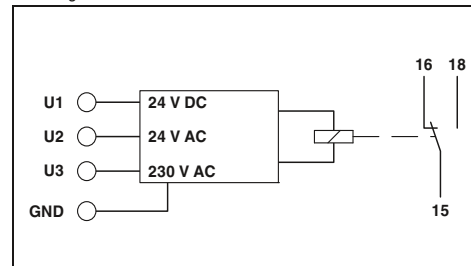 16 18
U1 24 V DC
U2 24 V AC
U3 230 V AC
GND
15